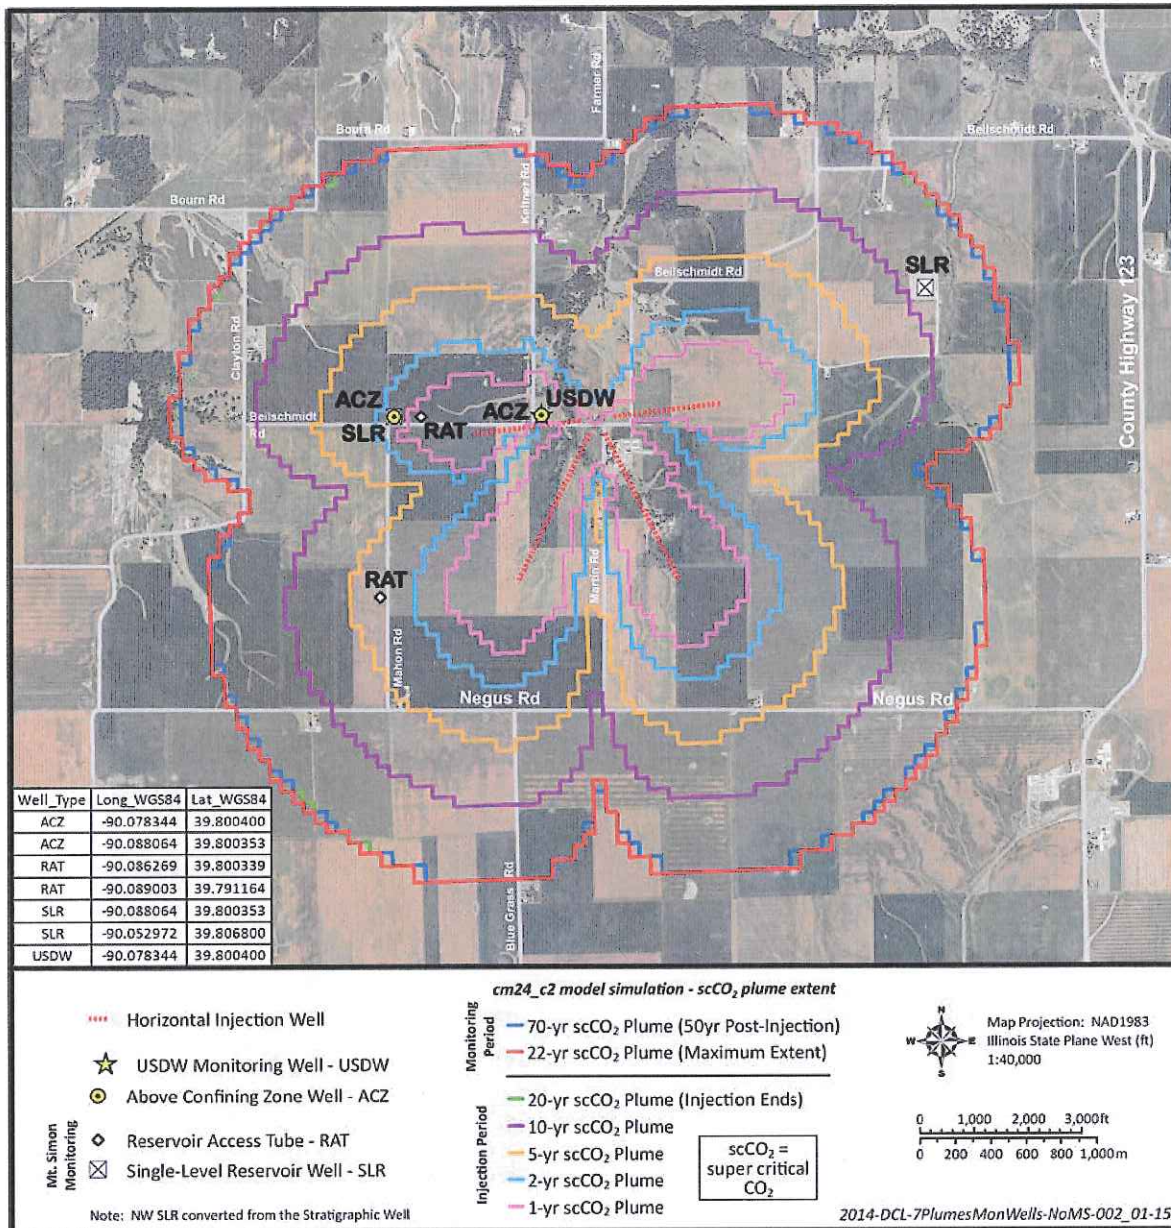 Farmer Rd
Bourn Rd
Beilschmidt Rd
Keltner Rd
Bourn Rd
Beilschmidt Rd
SLR
County Highway 123
Clayton Rd
ACZ
ACZ
USDW
Beilschmidt
Rd
SLR
RAT
RAT
Martin Rd
Mahon Rd
Negus Rd
Negus Rd
Blue Grass Rd
Well_Type Long_WGS84 Lat_WGS84
ACZ -90.078344 39.800400
ACZ -90.088064 39.800353
RAT -90.086269 39.800339
RAT -90.089003 39.791164
SLR -90.088064 39.800353
SLR -90.052972 39.806800
USDW -90.078344 39.800400
Horizontal Injection Well
USDW Monitoring Well - USDW
Above Confining Zone Well - ACZ
Mt. Simon
Monitoring
Reservoir Access Tube - RAT
Single-Level Reservoir Well - SLR
Note: NW SLR converted from the Stratigraphic Well
cm24_c2 model simulation - scCO₂ plume extent
Monitoring
Period
70-yr scCO₂ Plume (50yr Post-Injection)
22-yr scCO₂ Plume (Maximum Extent)
Injection Period
20-yr scCO₂ Plume (Injection Ends)
10-yr scCO₂ Plume
5-yr scCO₂ Plume
2-yr scCO₂ Plume
1-yr scCO₂ Plume
scCO₂ =
super critical
CO₂
N
W E
S
Map Projection: NAD1983
Illinois State Plane West (ft)
1:40,000
0 1,000 2,000 3,000ft
0 200 400 600 800 1,000m
2014-DCL-7PlumesMonWells-NoMS-002_01-15